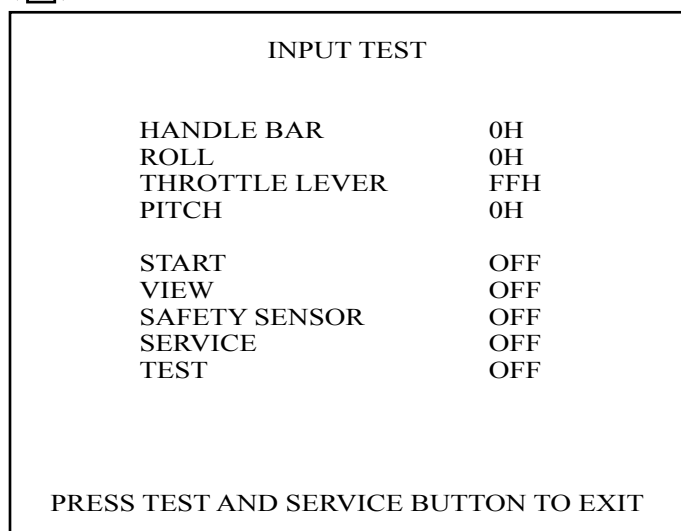 INPUT TEST
HANDLE BAR 0H
ROLL 0H
THROTTLE LEVER FFH
PITCH 0H
START OFF
VIEW OFF
SAFETY SENSOR OFF
SERVICE OFF
TEST OFF
PRESS TEST AND SERVICE BUTTON TO EXIT